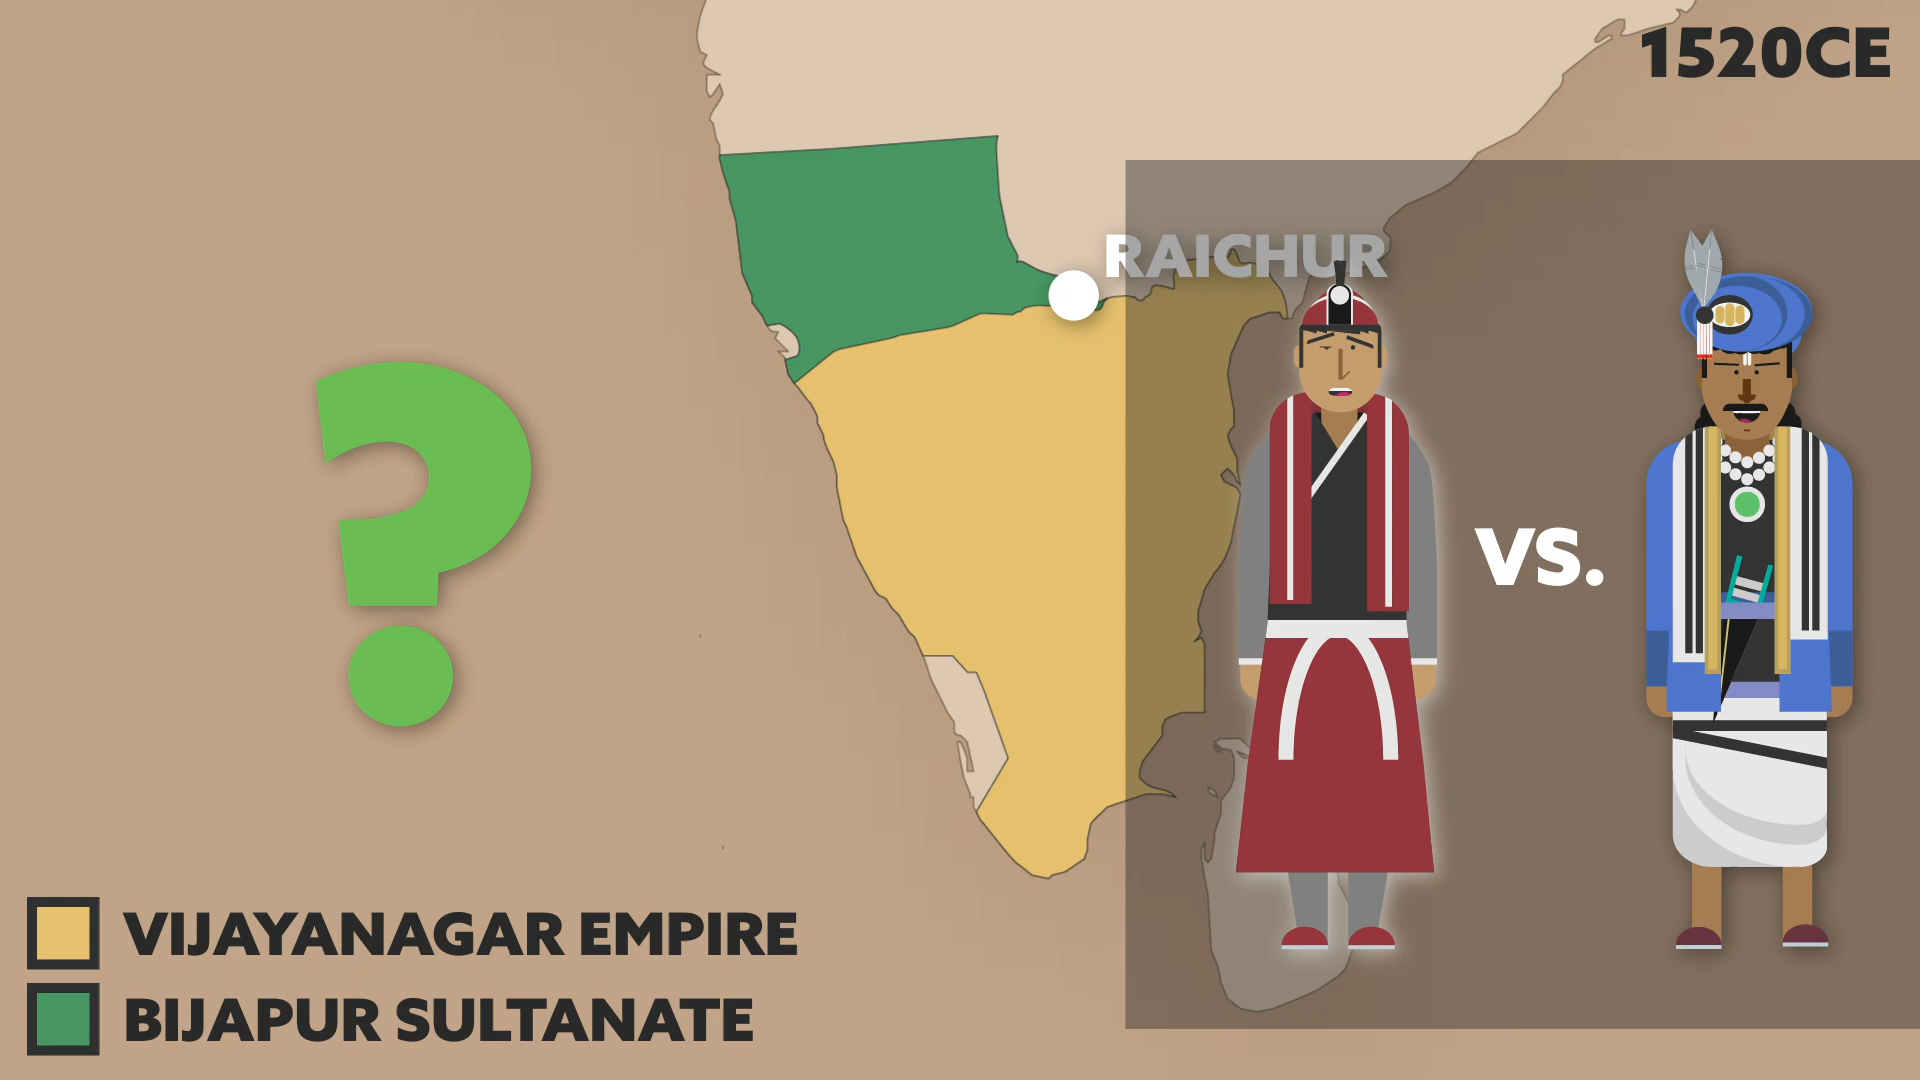 1520CE
RAICHUR
?
VS.
VIJAYANAGAR EMPIRE
BIJAPUR SULTANATE